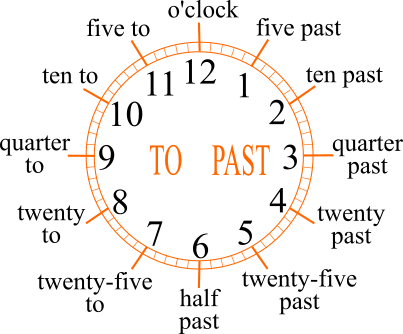 o'clock
five to
five past
ten to
ten past
11
12
1
10
2
quarter
to
9
TO PAST
3
quarter
past
8
4
twenty
to
twenty
past
7
6
5
twenty-five
to
half
past
twenty-five
past